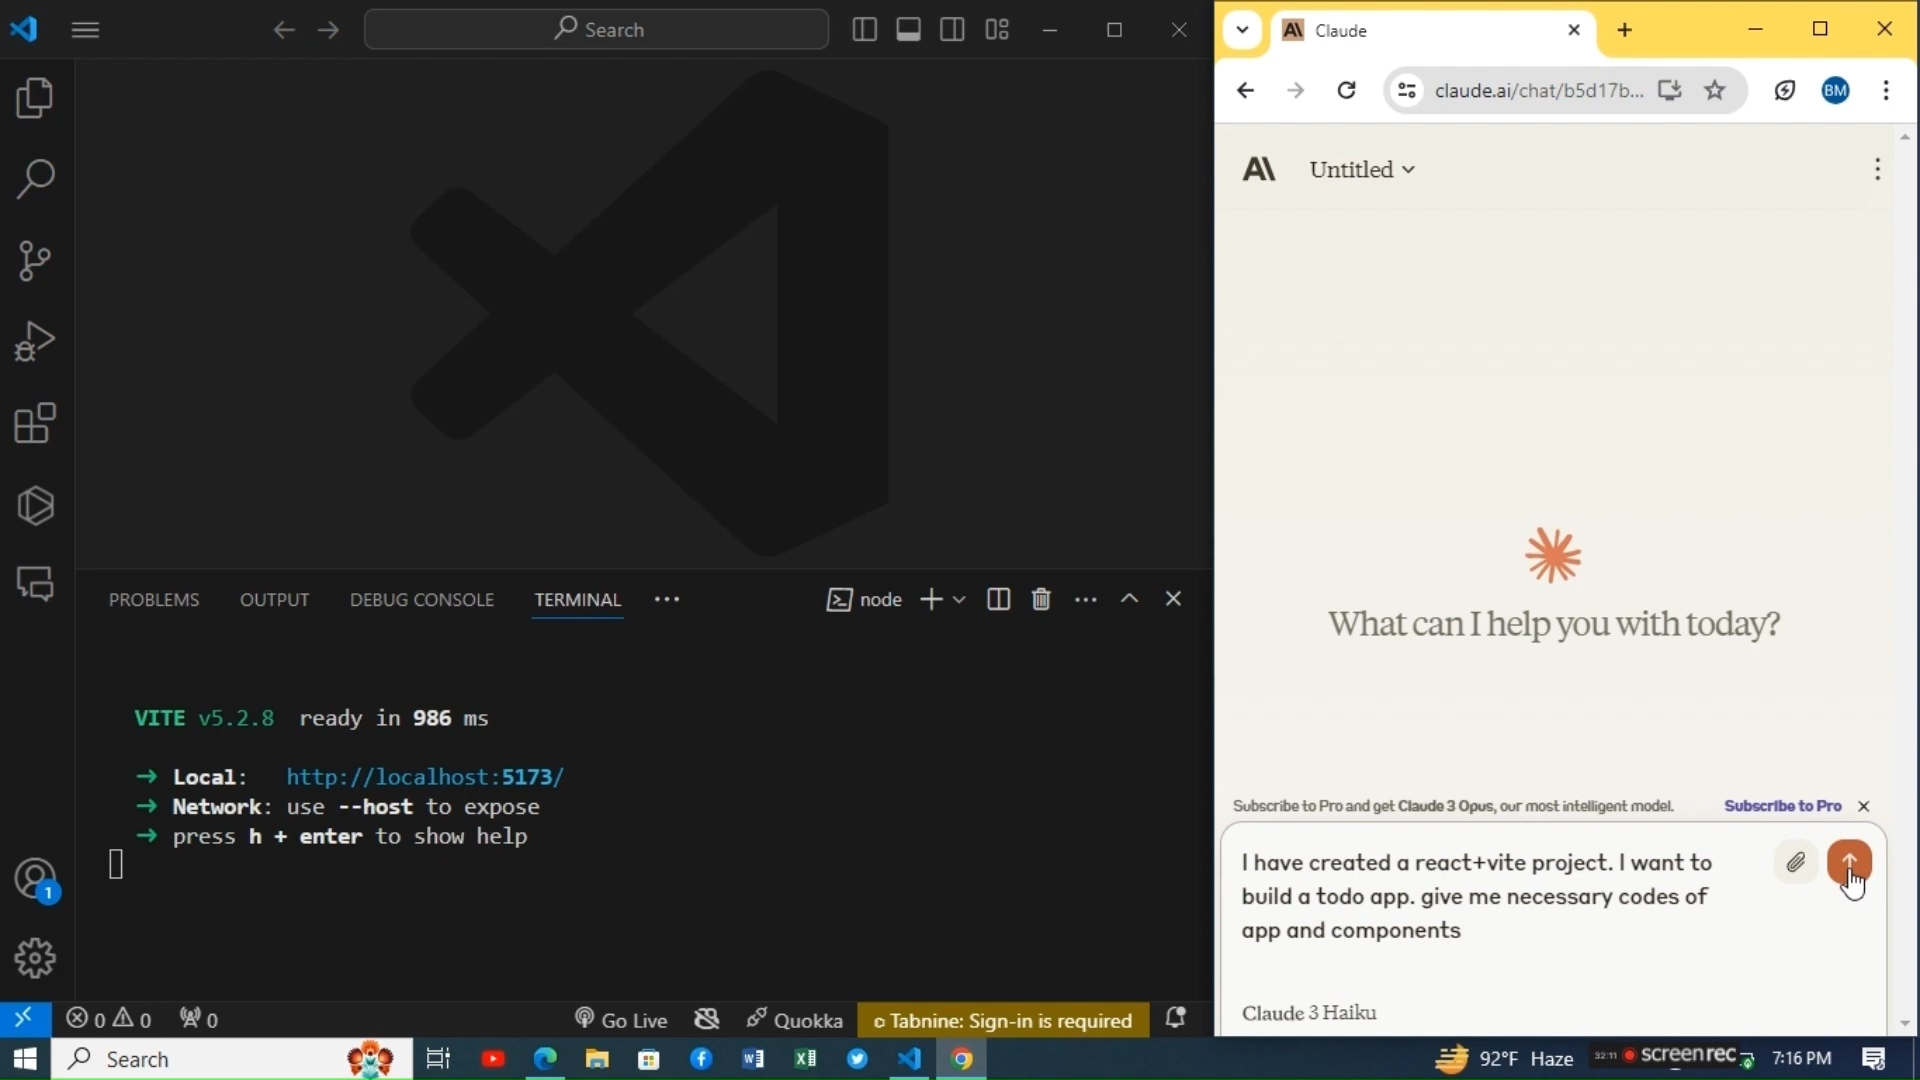 Search
PROBLEMS
OUTPUT
DEBUG CONSOLE
TERMINAL
node
VITE v5.2.8 ready in 986 ms
➜ Local: http://localhost:5173/
➜ Network: use --host to expose
➜ press h + enter to show help
1
0 0
0
Go Live
Quokka
Tabnine: Sign-in is required
Claude
claude.ai/chat/b5d17b...
BM
Untitled
What can I help you with today?
Subscribe to Pro and get Claude 3 Opus, our most intelligent model.
Subscribe to Pro
I have created a react+vite project. I want to
build a todo app. give me necessary codes of
app and components
Claude 3 Haiku
Search
92°F Haze
32:11
screenrec
7:16 PM